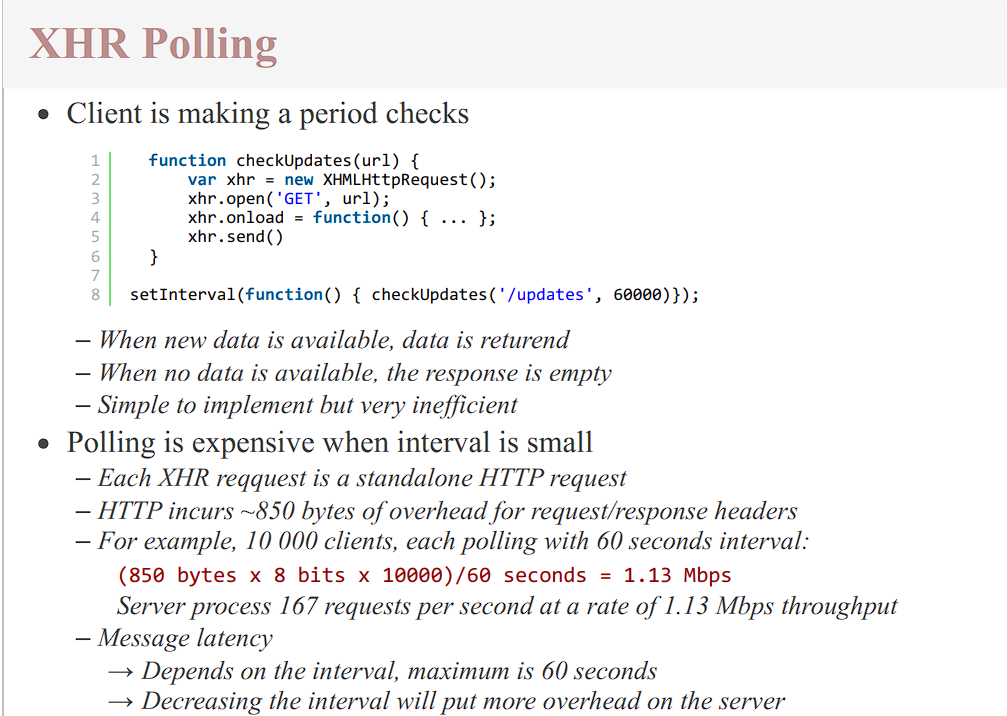 XHR Polling
• Client is making a period checks
1 function checkUpdates(url) {
2 var xhr = new XHMLHttpRequest();
3 xhr.open('GET', url);
4 xhr.onload = function() { ... };
5 xhr.send()
6 }
7
8 setInterval(function() { checkUpdates('/updates', 60000)});
– When new data is available, data is returend
– When no data is available, the response is empty
– Simple to implement but very inefficient
• Polling is expensive when interval is small
– Each XHR reqquest is a standalone HTTP request
– HTTP incurs ~850 bytes of overhead for request/response headers
– For example, 10 000 clients, each polling with 60 seconds interval:
(850 bytes x 8 bits x 10000)/60 seconds = 1.13 Mbps
Server process 167 requests per second at a rate of 1.13 Mbps throughput
– Message latency
→ Depends on the interval, maximum is 60 seconds
→ Decreasing the interval will put more overhead on the server